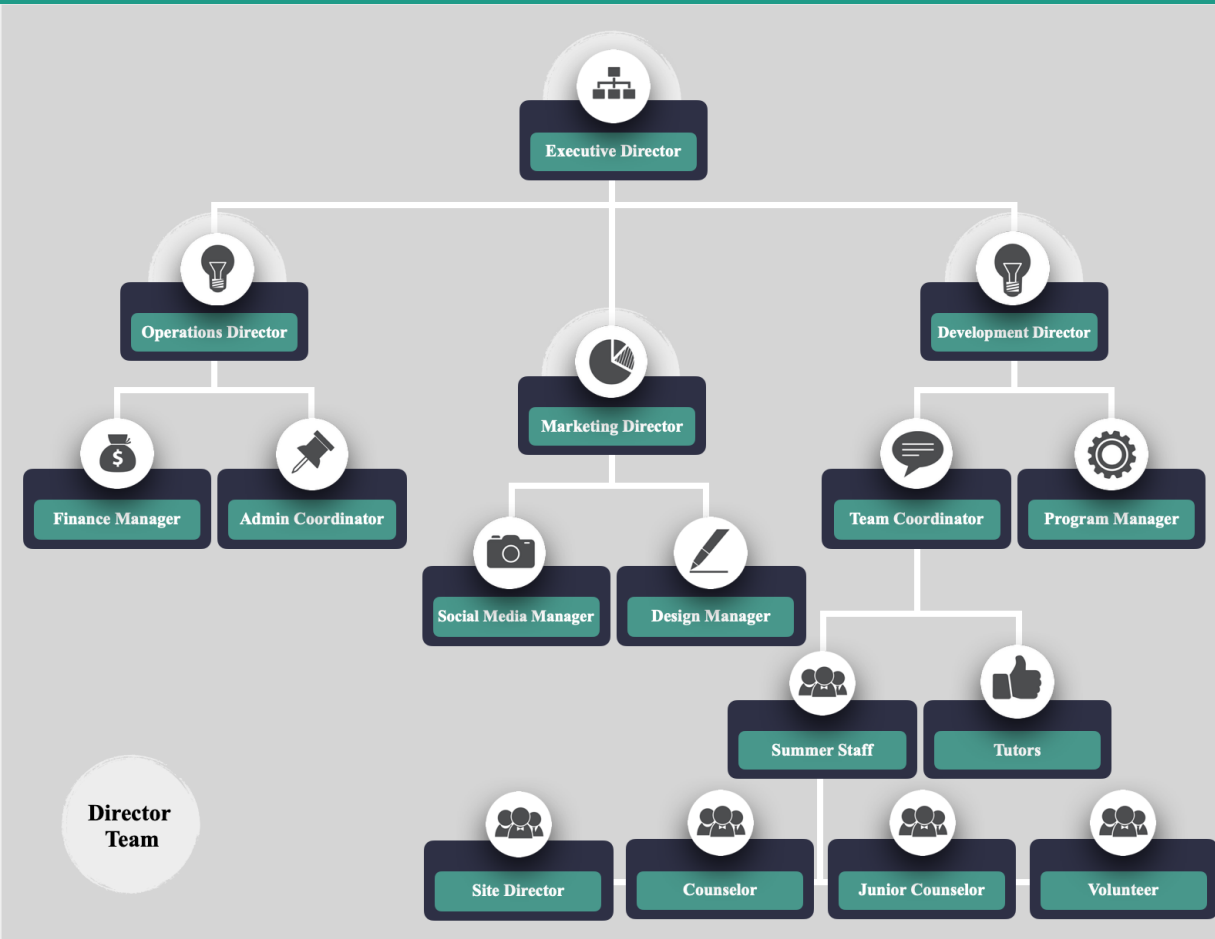 Executive Director
Operations Director
Development Director
Marketing Director
Finance Manager
Admin Coordinator
Team Coordinator
Program Manager
$
Social Media Manager
Design Manager
Summer Staff
Tutors
Director
Team
Site Director
Counselor
Junior Counselor
Volunteer